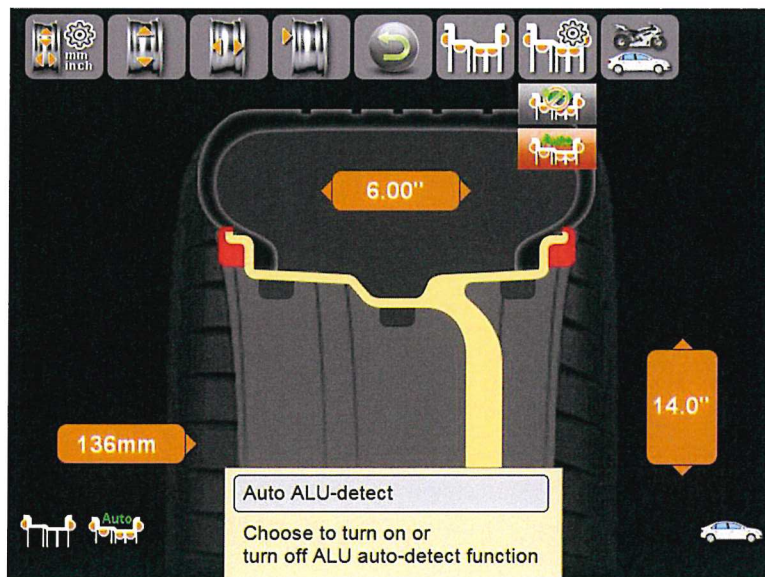 mm
inch
Auto
6.00"
14.0"
136mm
Auto ALU-detect
Auto
Choose to turn on or
turn off ALU auto-detect function